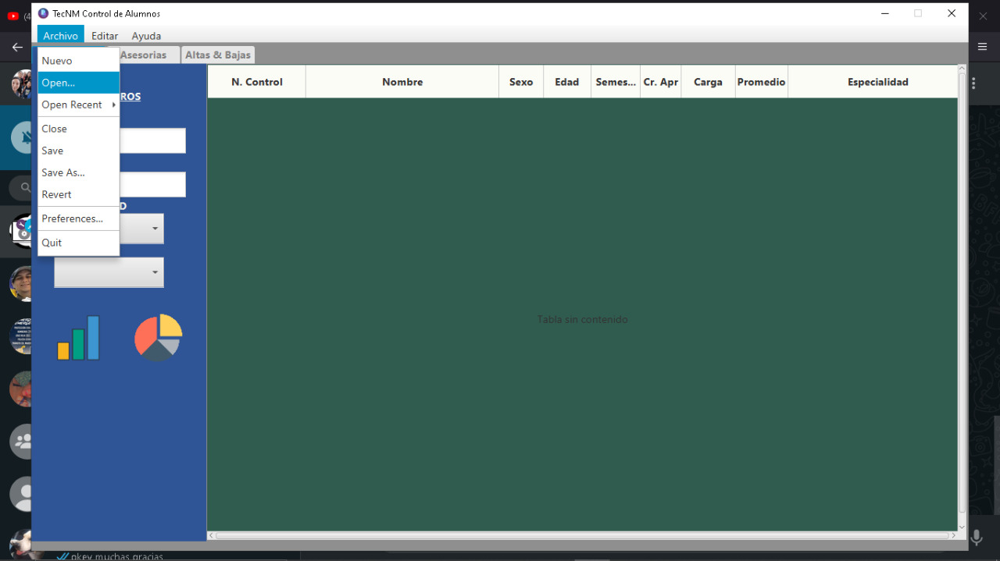 (4
TecNM Control de Alumnos
Archivo Editar Ayuda
Asesorias Altas & Bajas
Nuevo
Open...
Open Recent
Close
Save
Save As...
Revert
Preferences...
Quit
ROS
D
N. Control Nombre Sexo Edad Semes... Cr. Apr Carga Promedio Especialidad
Tabla sin contenido
okey muchas gracias